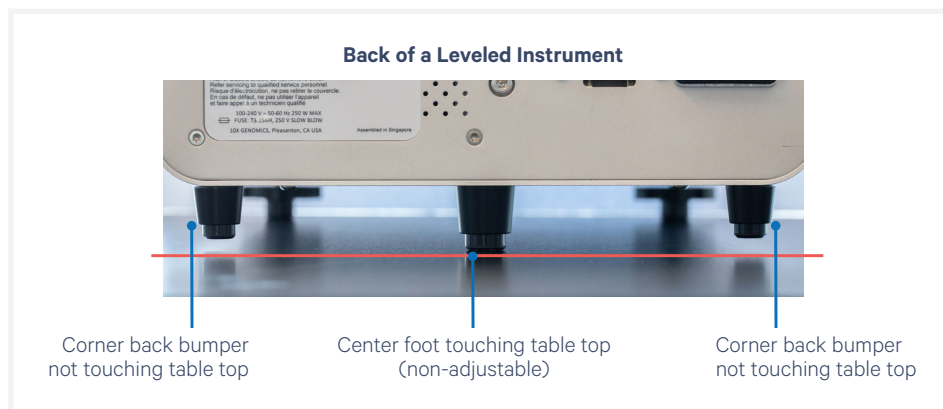 Back of a Leveled Instrument
Refer servicing to qualified service personnel.
Risque d'électrocution, ne pas retirer le couvercle.
En cas de défaut, ne pas utiliser l'appareil
et faire appel à un technicien qualifié
100-240 V ~ 50-60 Hz 250 W MAX
FUSE: 250 V SLOW BLOW
10X GENOMICS, Pleasanton, CA USA
Assembled in Singapore
Corner back bumper
not touching table top
Center foot touching table top
(non-adjustable)
Corner back bumper
not touching table top